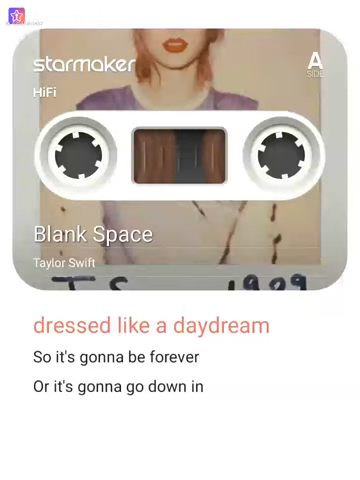 starmaker
HiFi
A
SIDE
Blank Space
Taylor Swift
T. S. 1989
dressed like a daydream
So it's gonna be forever
Or it's gonna go down in